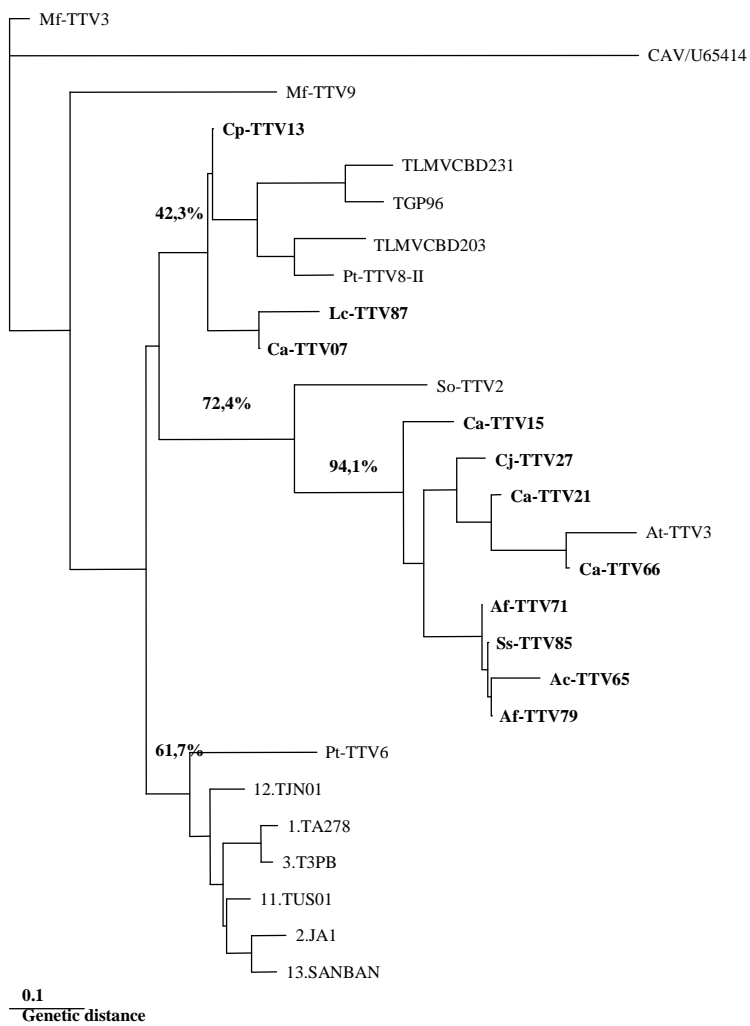 Mf-TTV3
CAV/U65414
Mf-TTV9
Cp-TTV13
TLMVCBD231
TGP96
42,3%
TLMVCBD203
Pt-TTV8-II
Lc-TTV87
Ca-TTV07
So-TTV2
72,4%
Ca-TTV15
Cj-TTV27
94,1%
Ca-TTV21
At-TTV3
Ca-TTV66
Af-TTV71
Ss-TTV85
Ac-TTV65
Af-TTV79
61,7%
Pt-TTV6
12.TJN01
1.TA278
3.T3PB
11.TUS01
2.JA1
13.SANBAN
0.1
Genetic distance